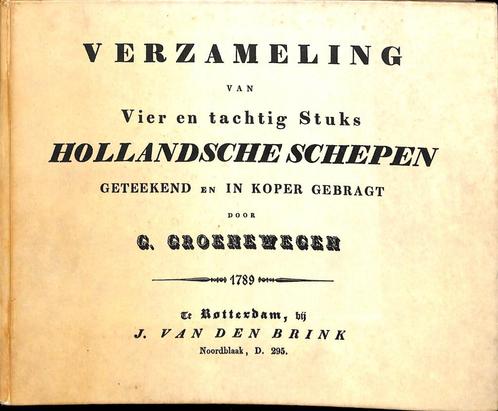 VERZAMELING
VAN
Vier en tachtig Stuks
HOLLANDSCHE SCHEPEN
GETEEKEND EN IN KOPER GEBRAGT
DOOR
G. GROENEWEGEN
1789
Te Rotterdam, bij
J. VAN DEN BRINK
Noordblaak, D. 295.